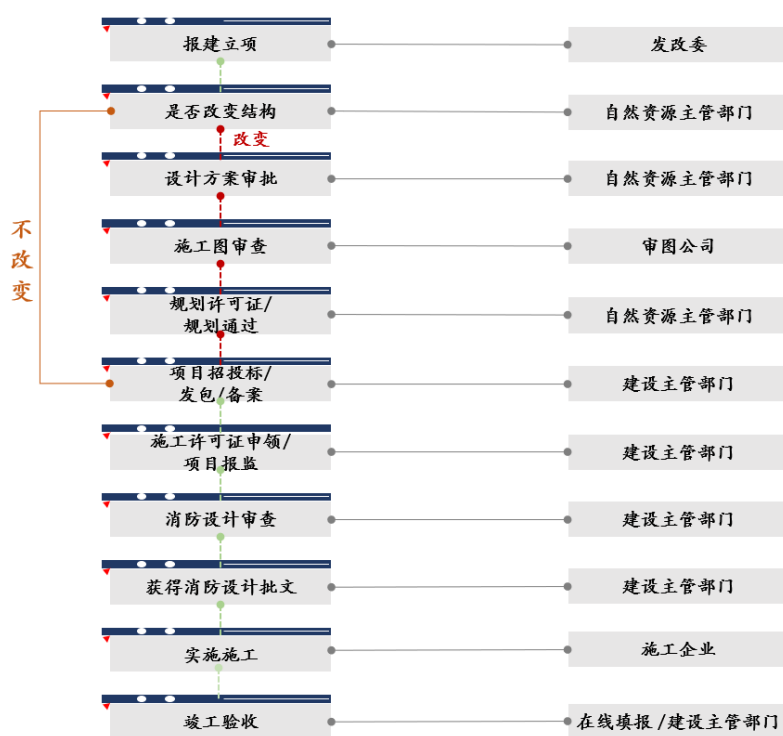 报建立项
发改委
是否改变结构
自然资源主管部门
改变
设计方案审批
自然资源主管部门
不改变
施工图审查
审图公司
规划许可证/
规划通过
自然资源主管部门
项目招投标/
发包/备案
建设主管部门
施工许可证申领/
项目报监
建设主管部门
消防设计审查
建设主管部门
获得消防设计批文
建设主管部门
实施施工
施工企业
竣工验收
在线填报/建设主管部门